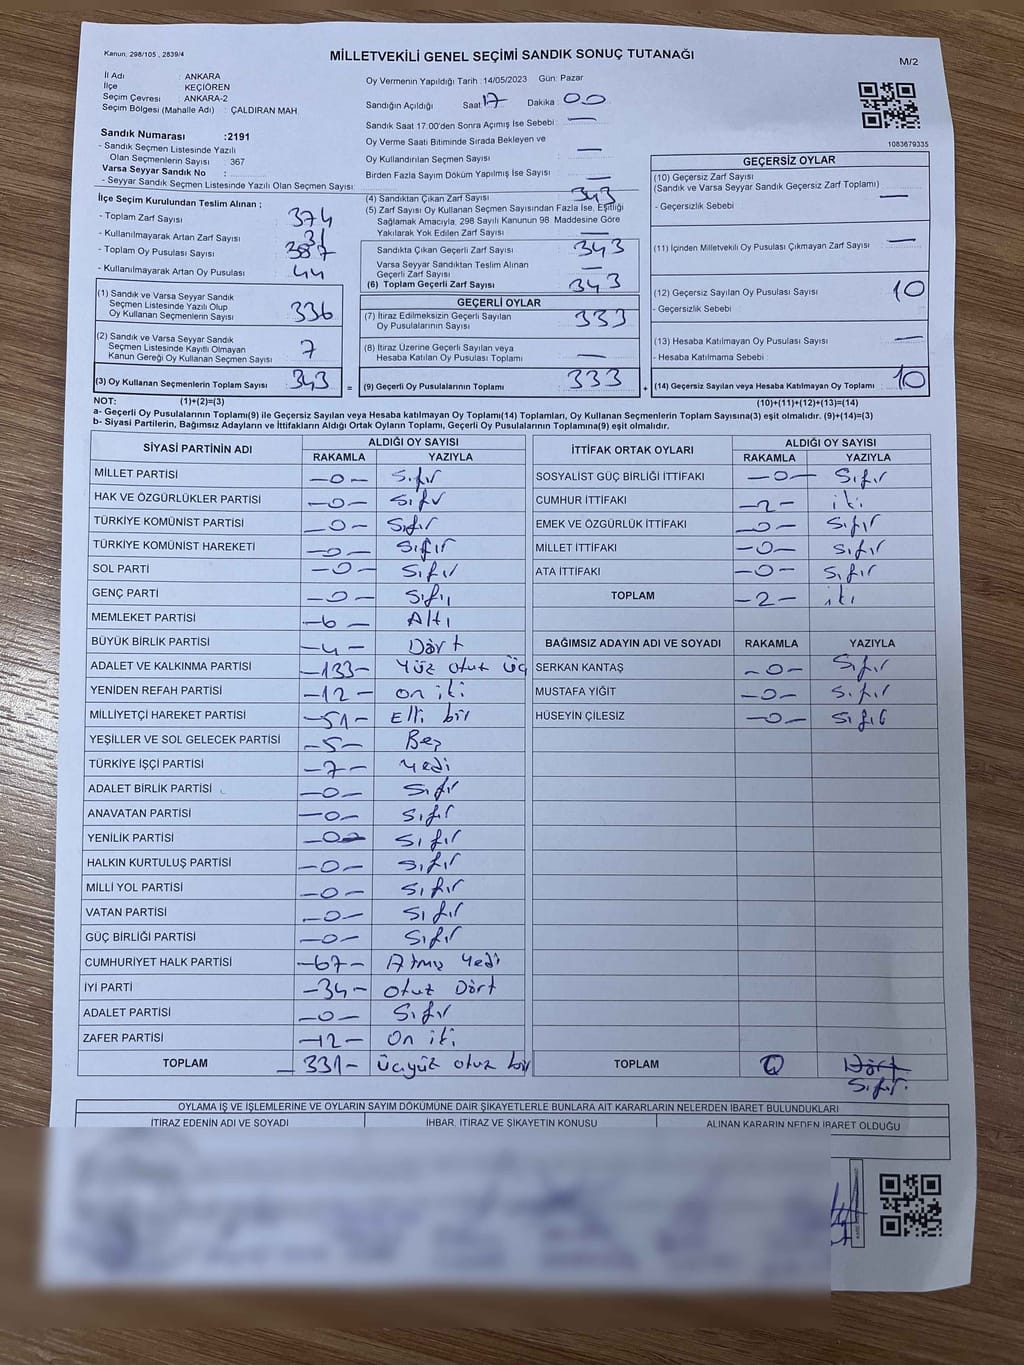 Kanun, 298/105 , 2839/4
MİLLETVEKİLİ GENEL SEÇİMİ SANDIK SONUÇ TUTANAĞI
M/2
İl Adı : ANKARA
İlçe : KEÇİÖREN
Seçim Çevresi : ANKARA-2
Seçim Bölgesi (Mahalle Adı) : ÇALDIRAN MAH
Oy Vermenin Yapıldığı Tarih : 14/05/2023 Gün: Pazar
Sandığın Açıldığı Saat 17 Dakika 00
Sandık Saat 17.00'den Sonra Açımış İse Sebebi : —
Oy Verme Saati Bitiminde Sırada Bekleyen ve
Oy Kullandırılan Seçmen Sayısı : —
Birden Fazla Sayım Döküm Yapılmış İse Sayısı : —
1083679335
Sandık Numarası :2191
- Sandık Seçmen Listesinde Yazılı
Olan Seçmenlerin Sayısı : 367
Varsa Seyyar Sandık No :
- Seyyar Sandık Seçmen Listesinde Yazılı Olan Seçmen Sayısı:
İlçe Seçim Kurulundan Teslim Alınan ;
- Toplam Zarf Sayısı : 374
- Kullanılmayarak Artan Zarf Sayısı : 31
- Toplam Oy Pusulası Sayısı : 387
- Kullanılmayarak Artan Oy Pusulası : 44
(1) Sandık ve Varsa Seyyar Sandık
Seçmen Listesinde Yazılı Olup
Oy Kullanan Seçmenlerin Sayısı : 336
(2) Sandık ve Varsa Seyyar Sandık
Seçmen Listesinde Kayıtlı Olmayan
Kanun Gereği Oy Kullanan Seçmen Sayısı : 7
(3) Oy Kullanan Seçmenlerin Toplam Sayısı : 343 =
(4) Sandıktan Çıkan Zarf Sayısı : 343
(5) Zarf Sayısı Oy Kullanan Seçmen Sayısından Fazla İse, Eşitliği
Sağlamak Amacıyla, 298 Sayılı Kanunun 98. Maddesine Göre
Yakılarak Yok Edilen Zarf Sayısı : —
Sandıkta Çıkan Geçerli Zarf Sayısı : 343
Varsa Seyyar Sandıktan Teslim Alınan
Geçerli Zarf Sayısı : —
(6) Toplam Geçerli Zarf Sayısı : 343
GEÇERLİ OYLAR
(7) İtiraz Edilmeksizin Geçerli Sayılan
Oy Pusulalarının Sayısı : 333
(8) İtiraz Üzerine Geçerli Sayılan veya
Hesaba Katılan Oy Pusulası Toplamı : —
(9) Geçerli Oy Pusulalarının Toplamı : 333 +
GEÇERSİZ OYLAR
(10) Geçersiz Zarf Sayısı
(Sandık ve Varsa Seyyar Sandık Geçersiz Zarf Toplamı) : —
- Geçersizlik Sebebi :
(11) İçinden Milletvekili Oy Pusulası Çıkmayan Zarf Sayısı : —
(12) Geçersiz Sayılan Oy Pusulası Sayısı : 10
- Geçersizlik Sebebi :
(13) Hesaba Katılmayan Oy Pusulası Sayısı : —
- Hesaba Katılmama Sebebi :
(14) Geçersiz Sayılan veya Hesaba Katılmayan Oy Pusulası Toplamı : 10
NOT: (1)+(2)=(3) (10)+(11)+(12)+(13)=(14)
a- Geçerli Oy Pusulalarının Toplamı(9) ile Geçersiz Sayılan veya Hesaba katılmayan Oy Toplamı(14) Toplamları, Oy Kullanan Seçmenlerin Toplam Sayısına(3) eşit olmalıdır. (9)+(14)=(3)
b- Siyasi Partilerin, Bağımsız Adayların ve İttifakların Aldığı Ortak Oyların Toplamı, Geçerli Oy Pusulalarının Toplamına(9) eşit olmalıdır.
SİYASİ PARTİNİN ADI ALDIĞI OY SAYISI
RAKAMLA YAZIYLA
MİLLET PARTİSİ -0- Sıfır
HAK VE ÖZGÜRLÜKLER PARTİSİ -0- Sıfır
TÜRKİYE KOMÜNİST PARTİSİ -0- Sıfır
TÜRKİYE KOMÜNİST HAREKETİ -0- Sıfır
SOL PARTİ -0- Sıfır
GENÇ PARTİ -0- Sıfır
MEMLEKET PARTİSİ -6- Altı
BÜYÜK BİRLİK PARTİSİ -4- Dört
ADALET VE KALKINMA PARTİSİ -133- Yüz otuz üç
YENİDEN REFAH PARTİSİ -12- on iki
MİLLİYETÇİ HAREKET PARTİSİ -51- Elli bir
YEŞİLLER VE SOL GELECEK PARTİSİ -5- Beş
TÜRKİYE İŞÇİ PARTİSİ -7- Yedi
ADALET BİRLİK PARTİSİ -0- Sıfır
ANAVATAN PARTİSİ -0- Sıfır
YENİLİK PARTİSİ -0- Sıfır
HALKIN KURTULUŞ PARTİSİ -0- Sıfır
MİLLİ YOL PARTİSİ -0- Sıfır
VATAN PARTİSİ -0- Sıfır
GÜÇ BİRLİĞİ PARTİSİ -0- Sıfır
CUMHURİYET HALK PARTİSİ -67- Atmış Yedi
İYİ PARTİ -34- otuz Dört
ADALET PARTİSİ -0- Sıfır
ZAFER PARTİSİ -12- On iki
TOPLAM -331- üçyüz otuz bir
İTTİFAK ORTAK OYLARI ALDIĞI OY SAYISI
RAKAMLA YAZIYLA
SOSYALİST GÜÇ BİRLİĞİ İTTİFAKI -0- Sıfır
CUMHUR İTTİFAKI -2- iki
EMEK VE ÖZGÜRLÜK İTTİFAKI -0- Sıfır
MİLLET İTTİFAKI -0- Sıfır
ATA İTTİFAKI -0- Sıfır
TOPLAM -2- iki
BAĞIMSIZ ADAYIN ADI VE SOYADI RAKAMLA YAZIYLA
SERKAN KANTAŞ -0- Sıfır
MUSTAFA YİĞİT -0- Sıfır
HÜSEYİN ÇİLESİZ -0- Sıfır
TOPLAM 0 Dört
Sıfır
OYLAMA İŞ VE İŞLEMLERİNE VE OYLARIN SAYIM DÖKÜMÜNE DAİR ŞİKAYETLERLE BUNLARA AİT KARARLARIN NELERDEN İBARET BULUNDUKLARI
İTİRAZ EDENİN ADI VE SOYADI İHBAR, İTİRAZ VE ŞİKAYETİN KONUSU ALINAN KARARIN NEDEN İBARET OLDUĞU